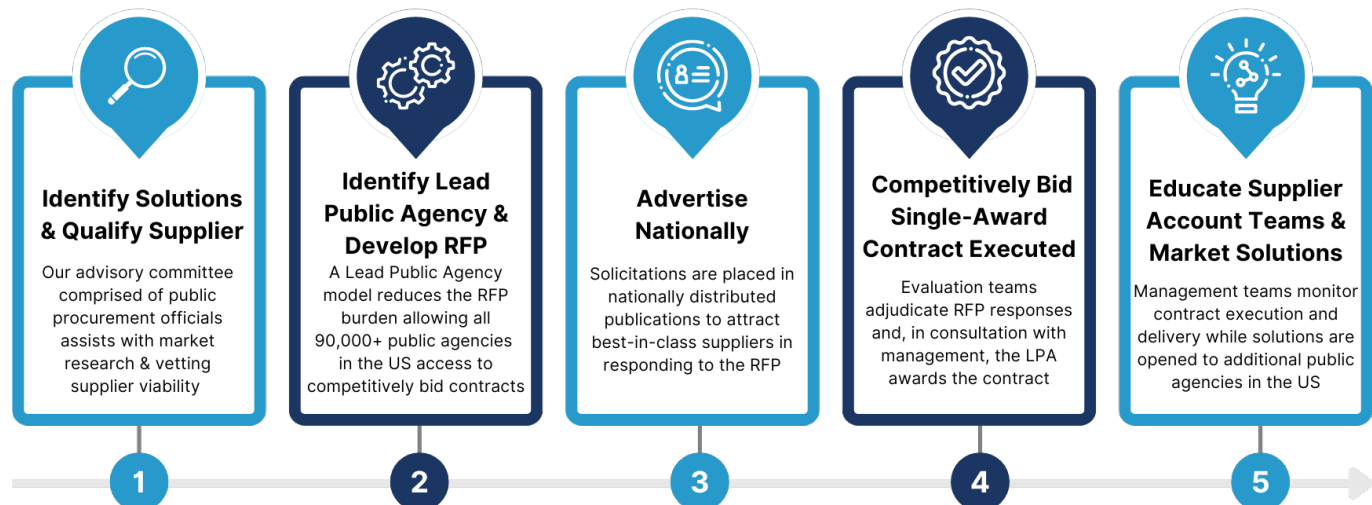 Identify Solutions
& Qualify Supplier
Our advisory committee
comprised of public
procurement officials
assists with market
research & vetting
supplier viability
1
Identify Lead
Public Agency &
Develop RFP
A Lead Public Agency
model reduces the RFP
burden allowing all
90,000+ public agencies
in the US access to
competitively bid contracts
2
Advertise
Nationally
Solicitations are placed in
nationally distributed
publications to attract
best-in-class suppliers in
responding to the RFP
3
Competitively Bid
Single-Award
Contract Executed
Evaluation teams
adjudicate RFP responses
and, in consultation with
management, the LPA
awards the contract
4
Educate Supplier
Account Teams &
Market Solutions
Management teams monitor
contract execution and
delivery while solutions are
opened to additional public
agencies in the US
5